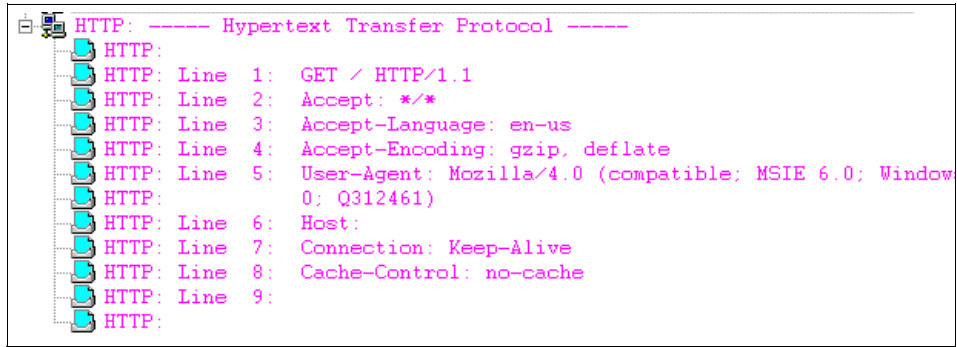 HTTP: ----- Hypertext Transfer Protocol -----
HTTP:
HTTP: Line 1: GET / HTTP/1.1
HTTP: Line 2: Accept: */*
HTTP: Line 3: Accept-Language: en-us
HTTP: Line 4: Accept-Encoding: gzip, deflate
HTTP: Line 5: User-Agent: Mozilla/4.0 (compatible; MSIE 6.0; Window
HTTP: 0; Q312461)
HTTP: Line 6: Host:
HTTP: Line 7: Connection: Keep-Alive
HTTP: Line 8: Cache-Control: no-cache
HTTP: Line 9:
HTTP: